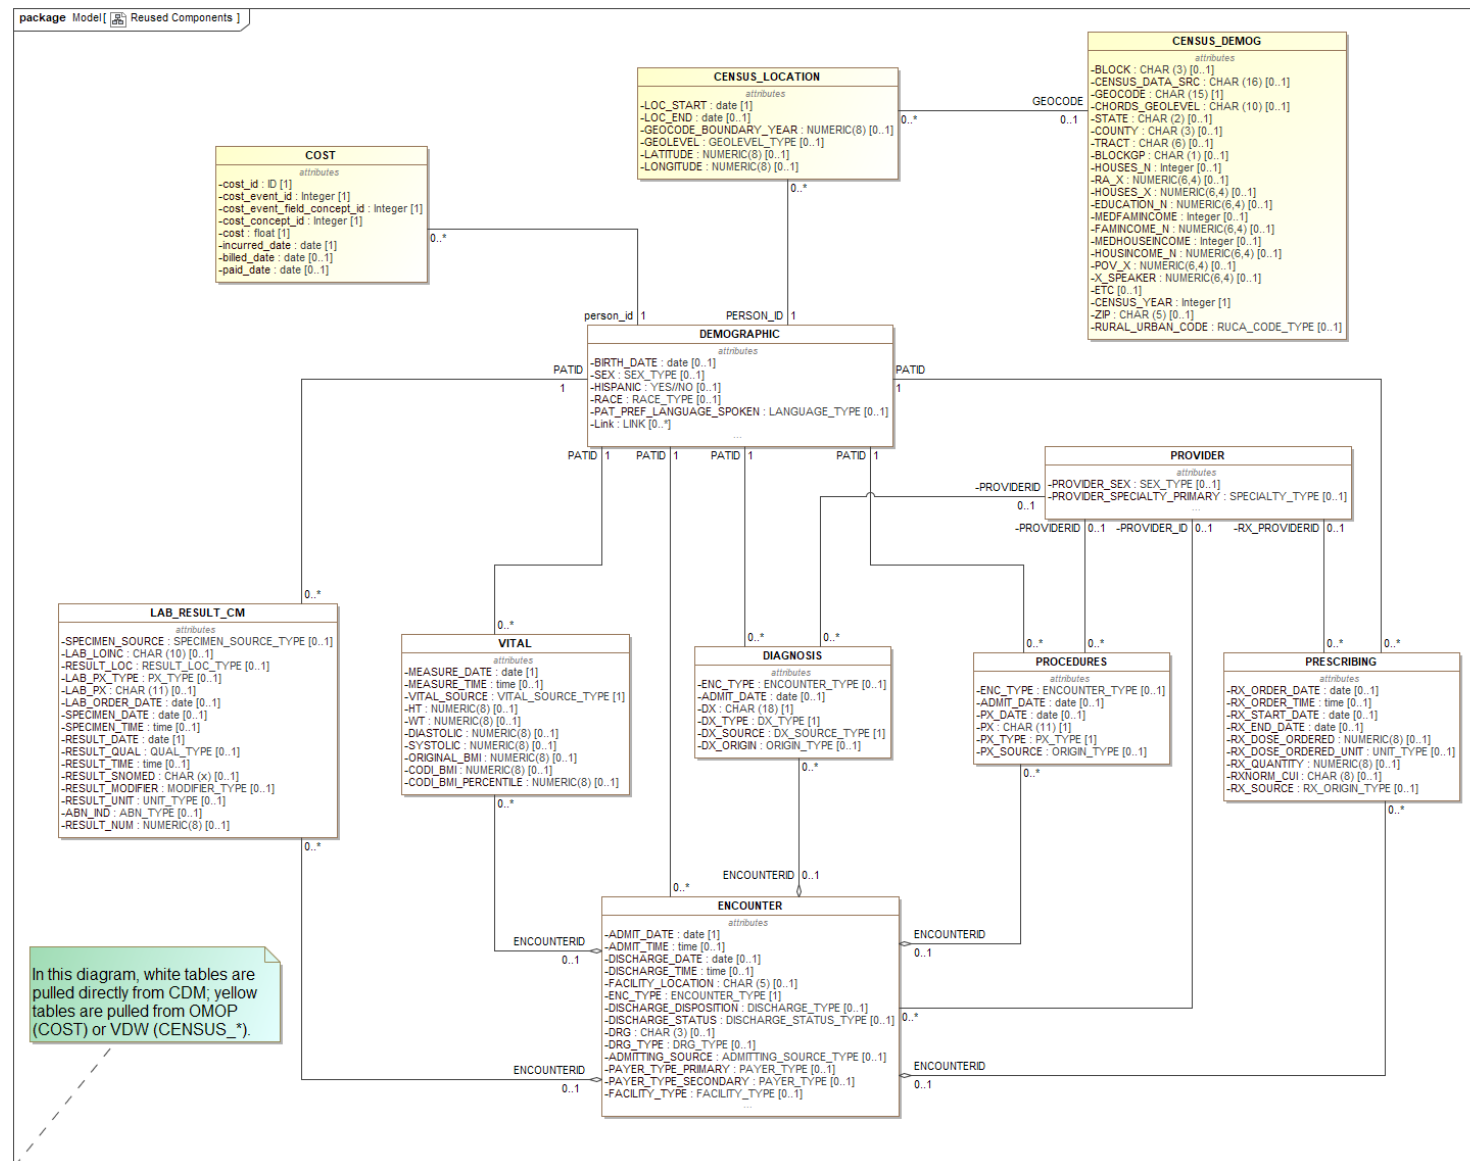 package Model[ Reused Components ]
CENSUS_DEMOG
attributes
-BLOCK : CHAR (3) [0..1]
-CENSUS_DATA_SRC : CHAR (16) [0..1]
-GEOCODE : CHAR (15) [1]
-CHORDS_GEOLEVEL : CHAR (10) [0..1]
-STATE : CHAR (2) [0..1]
-COUNTY : CHAR (3) [0..1]
-TRACT : CHAR (6) [0..1]
-BLOCKGP : CHAR (1) [0..1]
-HOUSES_N : Integer [0..1]
-RA_X : NUMERIC(6,4) [0..1]
-HOUSES_X : NUMERIC(6,4) [0..1]
-EDUCATION_N : NUMERIC(6,4) [0..1]
-MEDFAMINCOME : Integer [0..1]
-FAMINCOME_N : NUMERIC(6,4) [0..1]
-MEDHOUSEINCOME : Integer [0..1]
-HOUSINCOME_N : NUMERIC(6,4) [0..1]
-POV_X : NUMERIC(6,4) [0..1]
-X_SPEAKER : NUMERIC(6,4) [0..1]
-ETC [0..1]
-CENSUS_YEAR : Integer [1]
-ZIP : CHAR (5) [0..1]
-RURAL_URBAN_CODE : RUCA_CODE_TYPE [0..1]
CENSUS_LOCATION
attributes
-LOC_START : date [1]
-LOC_END : date [0..1]
-GEOCODE_BOUNDARY_YEAR : NUMERIC(8) [0..1]
-GEOLEVEL : GEOLEVEL_TYPE [0..1]
-LATITUDE : NUMERIC(8) [0..1]
-LONGITUDE : NUMERIC(8) [0..1]
GEOCODE
0..*
0..1
0..*
COST
attributes
-cost_id : ID [1]
-cost_event_id : Integer [1]
-cost_event_field_concept_id : Integer [1]
-cost_concept_id : Integer [1]
-cost : float [1]
-incurred_date : date [1]
-billed_date : date [0..1]
-paid_date : date [0..1]
0..*
person_id 1
PERSON_ID 1
DEMOGRAPHIC
attributes
-BIRTH_DATE : date [0..1]
-SEX : SEX_TYPE [0..1]
-HISPANIC : YES//NO [0..1]
-RACE : RACE_TYPE [0..1]
-PAT_PREF_LANGUAGE_SPOKEN : LANGUAGE_TYPE [0..1]
-Link : LINK [0..*]
...
PATID
1
PATID
1
PATID 1
PATID 1
PATID 1
PATID 1
PROVIDER
attributes
-PROVIDER_SEX : SEX_TYPE [0..1]
-PROVIDER_SPECIALTY_PRIMARY : SPECIALTY_TYPE [0..1]
...
-PROVIDERID
0..1
-PROVIDERID 0..1
-PROVIDER_ID 0..1
-RX_PROVIDERID 0..1
0..*
LAB_RESULT_CM
attributes
-SPECIMEN_SOURCE : SPECIMEN_SOURCE_TYPE [0..1]
-LAB_LOINC : CHAR (10) [0..1]
-RESULT_LOC : RESULT_LOC_TYPE [0..1]
-LAB_PX_TYPE : PX_TYPE [0..1]
-LAB_PX : CHAR (11) [0..1]
-LAB_ORDER_DATE : date [0..1]
-SPECIMEN_DATE : date [0..1]
-SPECIMEN_TIME : time [0..1]
-RESULT_DATE : date [1]
-RESULT_QUAL : QUAL_TYPE [0..1]
-RESULT_TIME : time [0..1]
-RESULT_SNOMED : CHAR (x) [0..1]
-RESULT_MODIFIER : MODIFIER_TYPE [0..1]
-RESULT_UNIT : UNIT_TYPE [0..1]
-ABN_IND : ABN_TYPE [0..1]
-RESULT_NUM : NUMERIC(8) [0..1]
0..*
0..*
VITAL
attributes
-MEASURE_DATE : date [1]
-MEASURE_TIME : time [0..1]
-VITAL_SOURCE : VITAL_SOURCE_TYPE [1]
-HT : NUMERIC(8) [0..1]
-WT : NUMERIC(8) [0..1]
-DIASTOLIC : NUMERIC(8) [0..1]
-SYSTOLIC : NUMERIC(8) [0..1]
-ORIGINAL_BMI : NUMERIC(8) [0..1]
-CODI_BMI : NUMERIC(8) [0..1]
-CODI_BMI_PERCENTILE : NUMERIC(8) [0..1]
0..*
0..*
0..*
DIAGNOSIS
attributes
-ENC_TYPE : ENCOUNTER_TYPE [0..1]
-ADMIT_DATE : date [0..1]
-DX : CHAR (18) [1]
-DX_TYPE : DX_TYPE [1]
-DX_SOURCE : DX_SOURCE_TYPE [1]
-DX_ORIGIN : ORIGIN_TYPE [0..1]
0..*
0..*
0..*
PROCEDURES
attributes
-ENC_TYPE : ENCOUNTER_TYPE [0..1]
-ADMIT_DATE : date [0..1]
-PX_DATE : date [0..1]
-PX : CHAR (11) [1]
-PX_TYPE : PX_TYPE [1]
-PX_SOURCE : ORIGIN_TYPE [0..1]
0..*
0..*
0..*
PRESCRIBING
attributes
-RX_ORDER_DATE : date [0..1]
-RX_ORDER_TIME : time [0..1]
-RX_START_DATE : date [0..1]
-RX_END_DATE : date [0..1]
-RX_DOSE_ORDERED : NUMERIC(8) [0..1]
-RX_DOSE_ORDERED_UNIT : UNIT_TYPE [0..1]
-RX_QUANTITY : NUMERIC(8) [0..1]
-RXNORM_CUI : CHAR (8) [0..1]
-RX_SOURCE : RX_ORIGIN_TYPE [0..1]
0..*
ENCOUNTERID 0..1
0..*
ENCOUNTER
attributes
-ADMIT_DATE : date [1]
-ADMIT_TIME : time [0..1]
-DISCHARGE_DATE : date [0..1]
-DISCHARGE_TIME : time [0..1]
-FACILITY_LOCATION : CHAR (5) [0..1]
-ENC_TYPE : ENCOUNTER_TYPE [1]
-DISCHARGE_DISPOSITION : DISCHARGE_TYPE [0..1]
-DISCHARGE_STATUS : DISCHARGE_STATUS_TYPE [0..1]
-DRG : CHAR (3) [0..1]
-DRG_TYPE : DRG_TYPE [0..1]
-ADMITTING_SOURCE : ADMITTING_SOURCE_TYPE [0..1]
-PAYER_TYPE_PRIMARY : PAYER_TYPE [0..1]
-PAYER_TYPE_SECONDARY : PAYER_TYPE [0..1]
-FACILITY_TYPE : FACILITY_TYPE [0..1]
...
ENCOUNTERID
0..1
ENCOUNTERID
0..1
0..*
ENCOUNTERID
0..1
ENCOUNTERID
0..1
In this diagram, white tables are
pulled directly from CDM; yellow
tables are pulled from OMOP
(COST) or VDW (CENSUS_*).